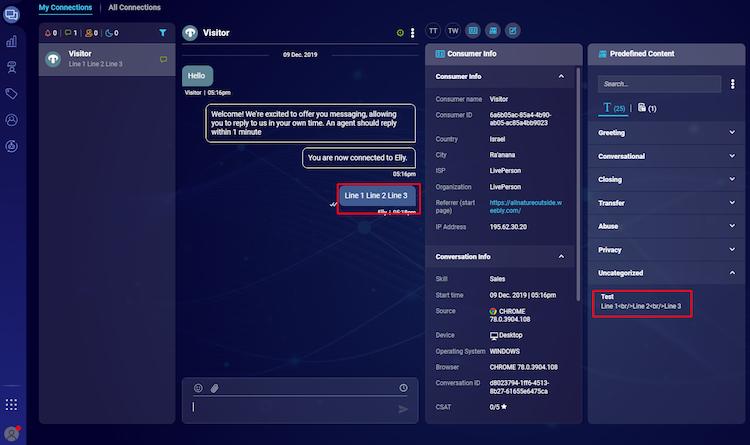 My Connections
All Connections
0 1 0 0
Visitor
Line 1 Line 2 Line 3
Visitor
09 Dec. 2019
Hello
Visitor | 05:16pm
Welcome! We're excited to offer you messaging, allowing
you to reply to us in your own time. An agent should reply
within 1 minute
You are now connected to Elly.
05:16pm
Line 1 Line 2 Line 3
Elly | 05:18pm
TT
TW
Consumer Info
Consumer Info
Consumer name Visitor
Consumer ID 6a6b05ac-85a4-4b90-
ab05-ac85a4bb9023
Country Israel
City Ra'anana
ISP LivePerson
Organization LivePerson
Referrer (start https://allnatureoutside.w
page) eebly.com/
IP Address 195.62.30.20
Conversation Info
Skill Sales
Start time 09 Dec. 2019 | 05:16pm
Source CHROME
78.0.3904.108
Device Desktop
Operating System WINDOWS
Browser CHROME 78.0.3904.108
Conversation ID d8023794-1ff6-4513-
8b27-61655e6475ca
CSAT 0/5
Predefined Content
Search...
T (25)
(1)
Greeting
Conversational
Closing
Transfer
Abuse
Privacy
Uncategorized
Test
Line 1<br/>Line 2<br/>Line 3